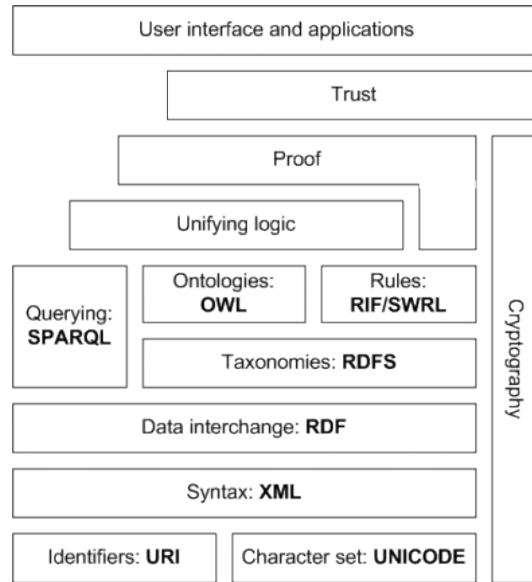 User interface and applications
Trust
Proof
Unifying logic
Querying:
SPARQL
Ontologies:
OWL
Rules:
RIF/SWRL
Taxonomies: RDFS
Cryptography
Data interchange: RDF
Syntax: XML
Identifiers: URI
Character set: UNICODE